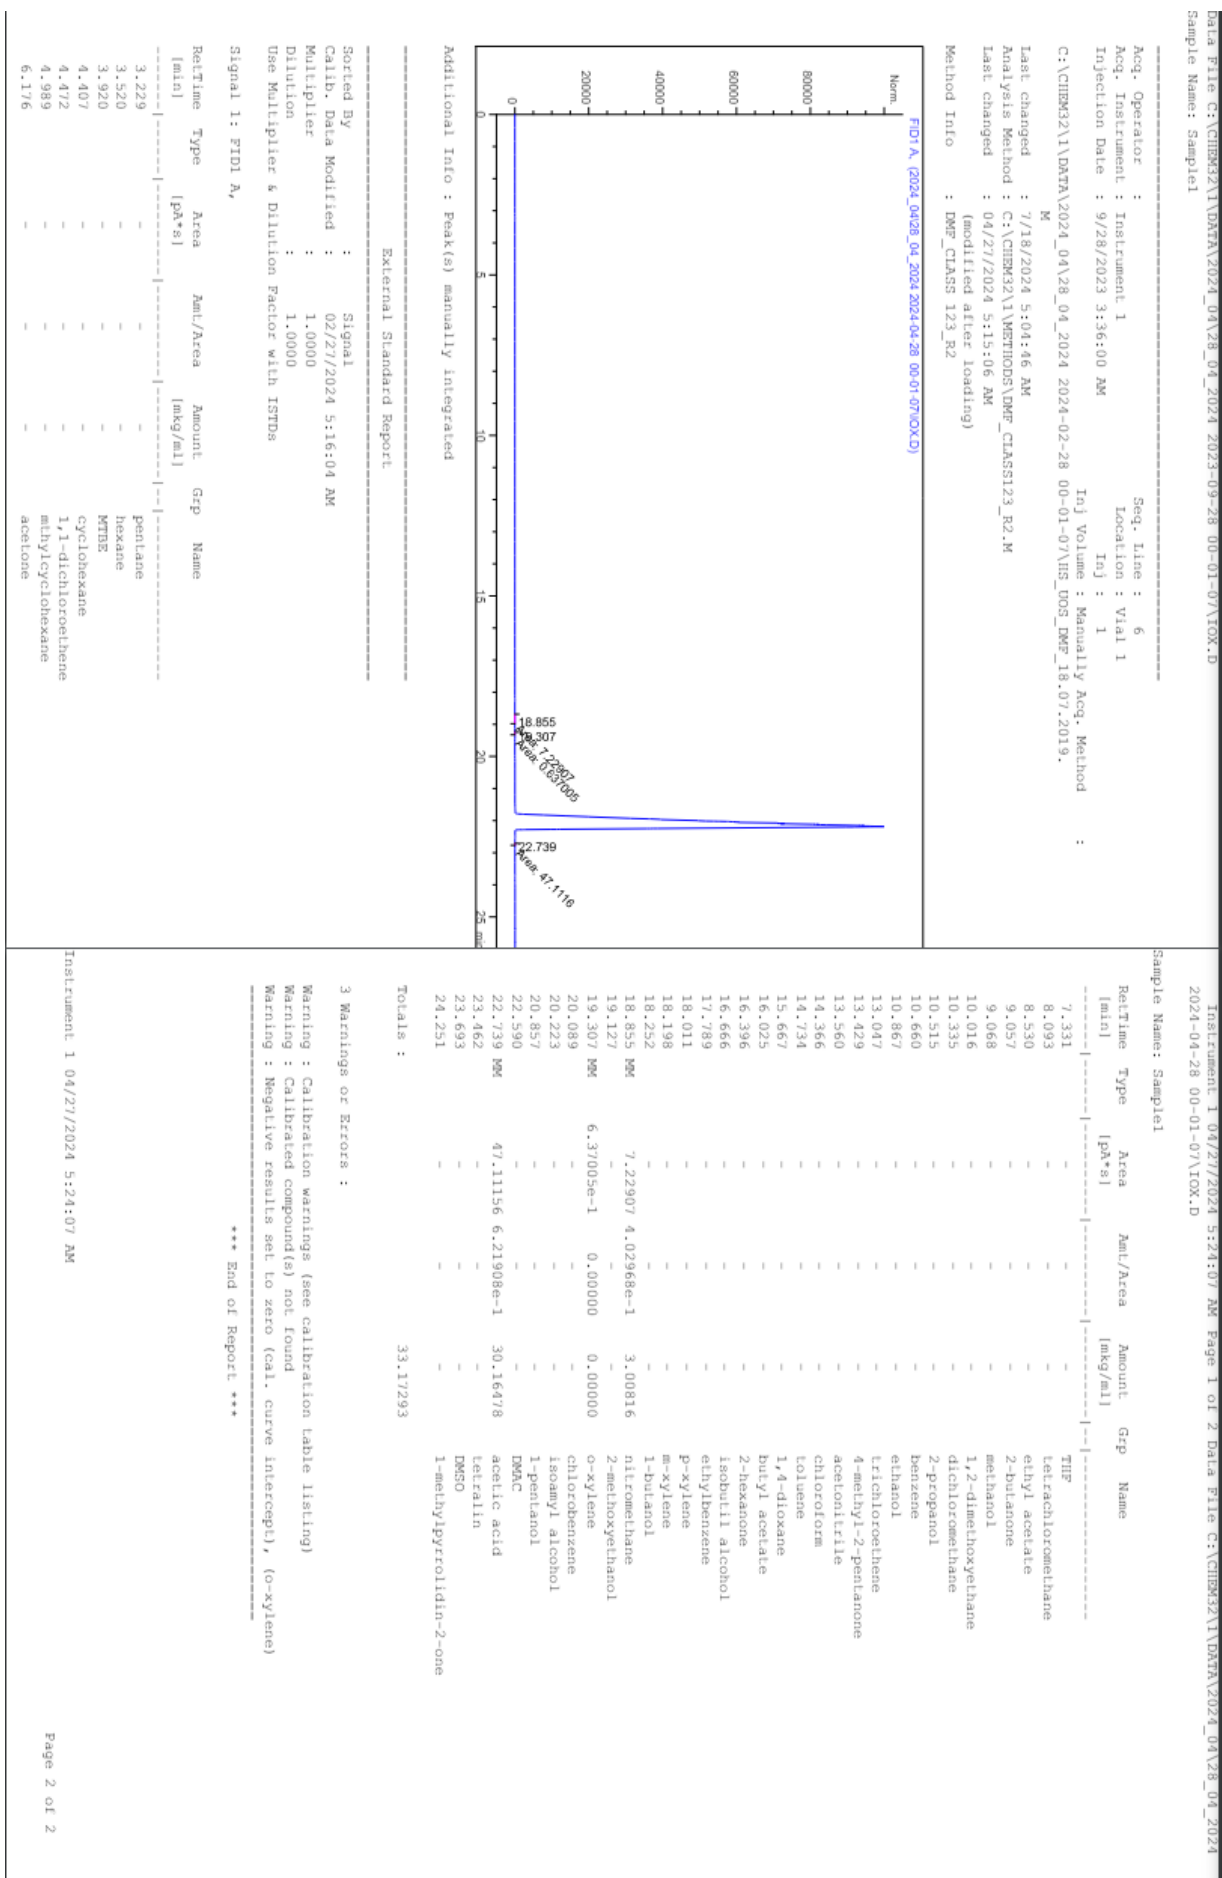 Data File C:\CHEM32\1\DATA\2024_04\28_04_2024 2023-09-28 00-01-07\IOX.D
Sample Name: Sample1
Acq. Operator : Seq. Line : 6
Acq. Instrument : Instrument 1 Location : Vial 1
Injection Date : 9/28/2023 3:36:00 AM Inj : 1
Inj Volume : Manually Acq. Method :
C:\CHEM32\1\DATA\2024_04\28_04_2024 2024-02-28 00-01-07\HS_UOS_DMF_18.07.2019.
M
Last changed : 7/18/2024 5:04:46 AM
Analysis Method : C:\CHEM32\1\METHODS\DMF_CLASS123_R2.M
Last changed : 04/27/2024 5:15:06 AM
(modified after loading)
Method Info : DMF_CLASS 123_R2
FID1 A, (2024_04\28_04_2024 2024-04-28 00-01-07\IOX.D)
Norm.
80000
60000
40000
20000
0
18.855
Area: 7.22907
19.307
Area: 0.637005
22.739
Area: 47.1116
0 5 10 15 20 25 min
Additional Info : Peak(s) manually integrated
External Standard Report
Sorted By : Signal
Calib. Data Modified : 02/27/2024 5:16:04 AM
Multiplier : 1.0000
Dilution : 1.0000
Use Multiplier & Dilution Factor with ISTDs
Signal 1: FID1 A,
RetTime Type Area Amt/Area Amount Grp Name
[min] [pA*s] [mkg/ml]
3.229 - - - pentane
3.520 - - - hexane
3.920 - - - MTBE
4.407 - - - cyclohexane
4.472 - - - 1,1-dichloroethene
4.989 - - - mthylcyclohexane
6.176 - - - acetone
Instrument 1 04/27/2024 5:24:07 AM Page 1 of 2 Data File C:\CHEM32\1\DATA\2024_04\28_04_2024
2024-04-28 00-01-07\IOX.D
Sample Name: Sample1
RetTime Type Area Amt/Area Amount Grp Name
[min] [pA*s] [mkg/ml]
7.331 - - - THF
8.093 - - - tetrachloromethane
8.530 - - - ethyl acetate
9.057 - - - 2-butanone
9.068 - - - methanol
10.016 - - - 1,2-dimethoxyethane
10.335 - - - dichloromethane
10.515 - - - 2-propanol
10.660 - - - benzene
10.867 - - - ethanol
13.047 - - - trichloroethene
13.429 - - - 4-methyl-2-pentanone
13.560 - - - acetonitrile
14.366 - - - chloroform
14.734 - - - toluene
15.667 - - - 1,4-dioxane
16.025 - - - butyl acetate
16.396 - - - 2-hexanone
16.666 - - - isobutil alcohol
17.789 - - - ethylbenzene
18.011 - - - p-xylene
18.198 - - - m-xylene
18.252 - - - 1-butanol
18.855 MM 7.22907 4.02968e-1 3.00816 nitromethane
19.127 - - - 2-methoxyethanol
19.307 MM 6.37005e-1 0.00000 0.00000 o-xylene
20.089 - - - chlorobenzene
20.223 - - - isoamyl alcohol
20.857 - - - 1-pentanol
22.590 - - - DMAC
22.739 MM 47.11156 6.21908e-1 30.16478 acetic acid
23.462 - - - tetralin
23.693 - - - DMSO
24.251 - - - 1-methylpyrrolidin-2-one
Totals : 33.17293
3 Warnings or Errors :
Warning : Calibration warnings (see calibration table listing)
Warning : Calibrated compound(s) not found
Warning : Negative results set to zero (cal. curve intercept), (o-xylene)
*** End of Report ***
Instrument 1 04/27/2024 5:24:07 AM
Page 2 of 2